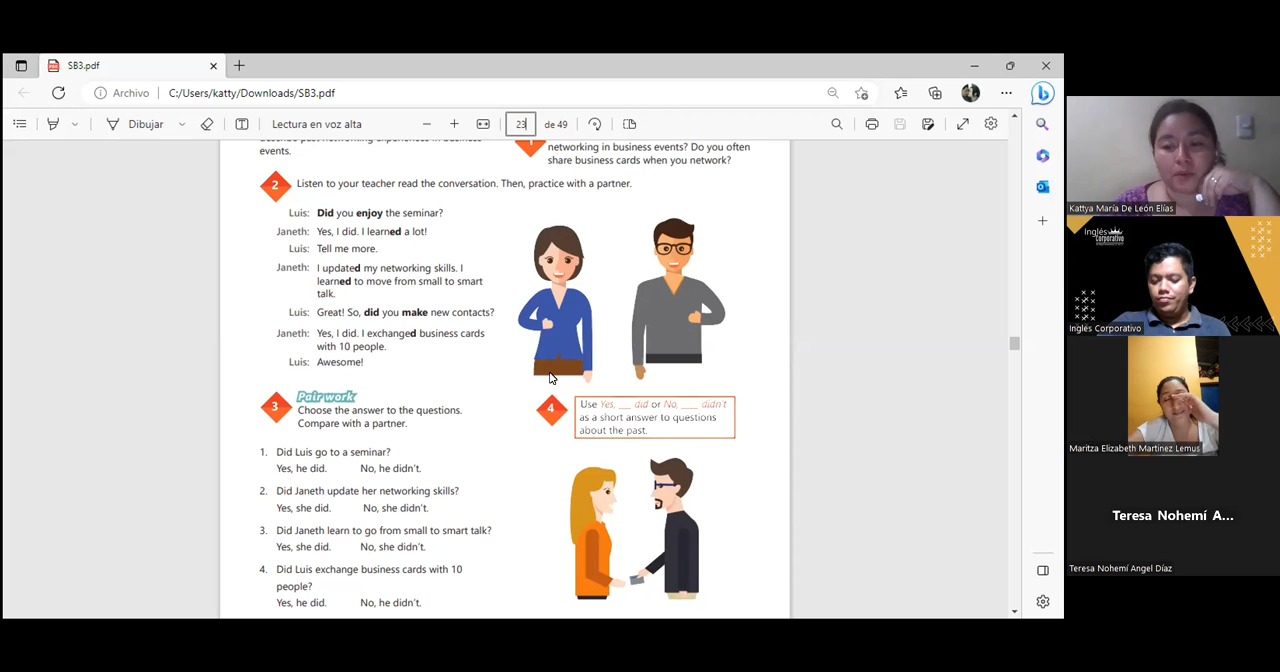 SB3.pdf
Archivo | C:/Users/katty/Downloads/SB3.pdf
Dibujar
Lectura en voz alta
23 de 49
describe past networking experiences in business
events.
1
networking in business events? Do you often
share business cards when you network?
2 Listen to your teacher read the conversation. Then, practice with a partner.
Luis: Did you enjoy the seminar?
Janeth: Yes, I did. I learned a lot!
Luis: Tell me more.
Janeth: I updated my networking skills. I
learned to move from small to smart
talk.
Luis: Great! So, did you make new contacts?
Janeth: Yes, I did. I exchanged business cards
with 10 people.
Luis: Awesome!
3 Pair work
Choose the answer to the questions.
Compare with a partner.
4 Use Yes, ___ did or No, ____ didn't
as a short answer to questions
about the past.
1. Did Luis go to a seminar?
Yes, he did. No, he didn't.
2. Did Janeth update her networking skills?
Yes, she did. No, she didn't.
3. Did Janeth learn to go from small to smart talk?
Yes, she did. No, she didn't.
4. Did Luis exchange business cards with 10
people?
Yes, he did. No, he didn't.
Kattya María De León Elías
Inglés
corporativo
Inglés Corporativo
Maritza Elizabeth Martinez Lemus
Teresa Nohemí A...
Teresa Nohemí Angel Díaz